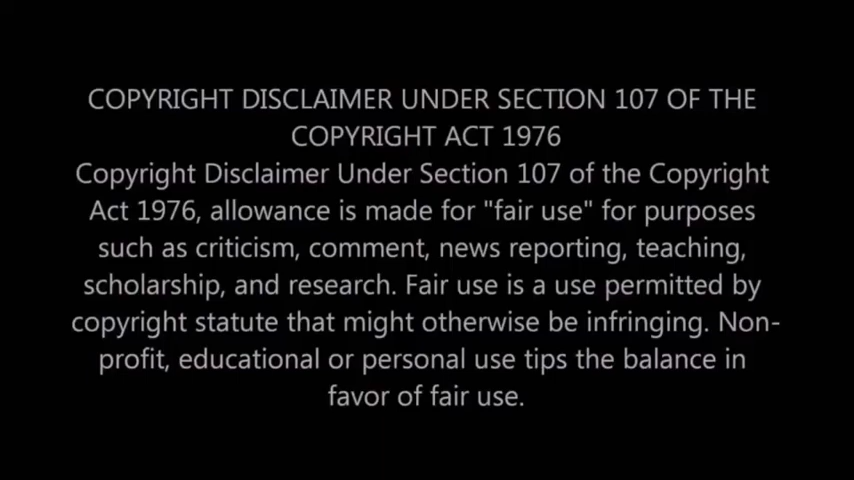 COPYRIGHT DISCLAIMER UNDER SECTION 107 OF THE
COPYRIGHT ACT 1976
Copyright Disclaimer Under Section 107 of the Copyright
Act 1976, allowance is made for "fair use" for purposes
such as criticism, comment, news reporting, teaching,
scholarship, and research. Fair use is a use permitted by
copyright statute that might otherwise be infringing. Non-
profit, educational or personal use tips the balance in
favor of fair use.